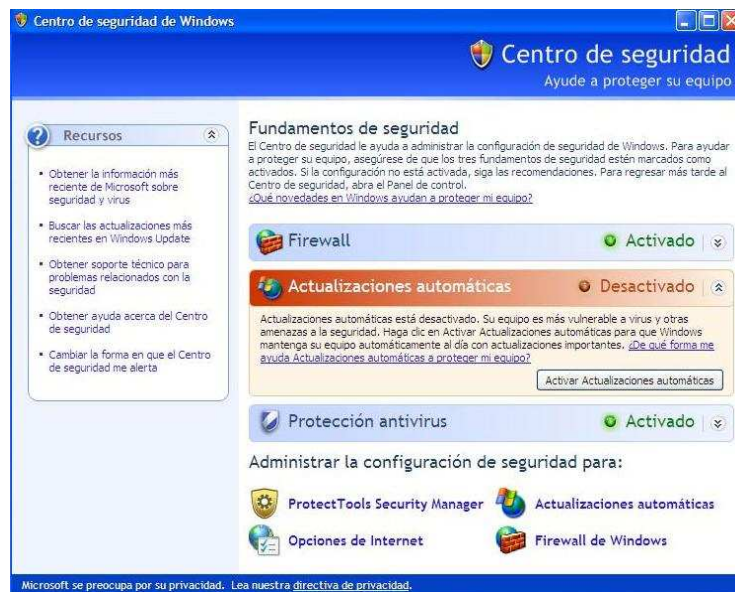 Centro de seguridad de Windows
Centro de seguridad
Ayude a proteger su equipo
Recursos
• Obtener la información más
reciente de Microsoft sobre
seguridad y virus
• Buscar las actualizaciones más
recientes en Windows Update
• Obtener soporte técnico para
problemas relacionados con la
seguridad
• Obtener ayuda acerca del Centro
de seguridad
• Cambiar la forma en que el Centro
de seguridad me alerta
Fundamentos de seguridad
El Centro de seguridad le ayuda a administrar la configuración de seguridad de Windows. Para ayudar
a proteger su equipo, asegúrese de que los tres fundamentos de seguridad estén marcados como
activados. Si la configuración no está activada, siga las recomendaciones. Para regresar más tarde al
Centro de seguridad, abra el Panel de control.
¿Qué novedades en Windows ayudan a proteger mi equipo?
Firewall Activado
Actualizaciones automáticas Desactivado
Actualizaciones automáticas está desactivado. Su equipo es más vulnerable a virus y otras
amenazas a la seguridad. Haga clic en Activar Actualizaciones automáticas para que Windows
mantenga su equipo automáticamente al día con actualizaciones importantes. ¿De qué forma me
ayuda Actualizaciones automáticas a proteger mi equipo?
Activar Actualizaciones automáticas
Protección antivirus Activado
Administrar la configuración de seguridad para:
ProtectTools Security Manager Actualizaciones automáticas
Opciones de Internet Firewall de Windows
Microsoft se preocupa por su privacidad. Lea nuestra directiva de privacidad.